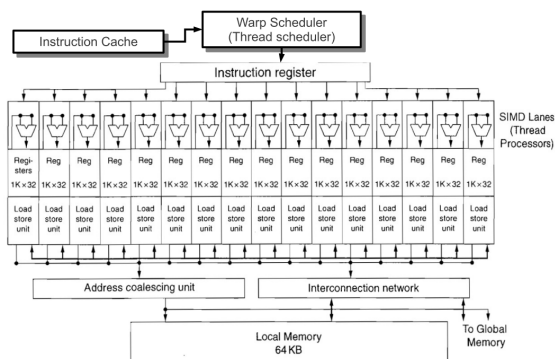 Warp Scheduler
(Thread scheduler)
Instruction Cache
Instruction register
SIMD Lanes
(Thread
Processors)
Regi- Reg Reg Reg Reg Reg Reg Reg Reg Reg Reg Reg Reg Reg Reg Reg
sters
1K×32 1K×32 1K×32 1K×32 1K×32 1K×32 1K×32 1K×32 1K×32 1K×32 1K×32 1K×32 1K×32 1K×32 1K×32 1K×32
Load Load Load Load Load Load Load Load Load Load Load Load Load Load Load Load
store store store store store store store store store store store store store store store store
unit unit unit unit unit unit unit unit unit unit unit unit unit unit unit unit
Address coalescing unit
Interconnection network
Local Memory
64 KB
To Global
Memory